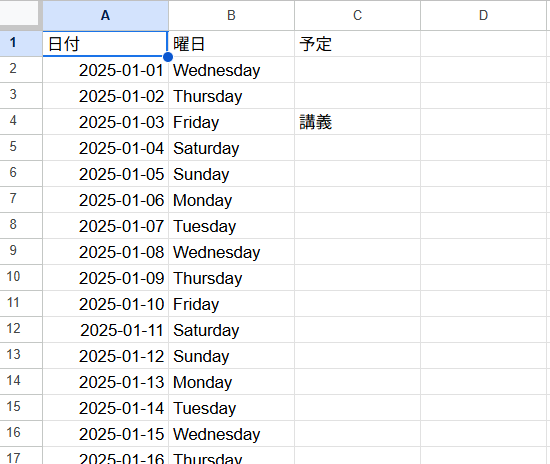 A B C D
1 日付 曜日 予定
2 2025-01-01 Wednesday
3 2025-01-02 Thursday
4 2025-01-03 Friday 講義
5 2025-01-04 Saturday
6 2025-01-05 Sunday
7 2025-01-06 Monday
8 2025-01-07 Tuesday
9 2025-01-08 Wednesday
10 2025-01-09 Thursday
11 2025-01-10 Friday
12 2025-01-11 Saturday
13 2025-01-12 Sunday
14 2025-01-13 Monday
15 2025-01-14 Tuesday
16 2025-01-15 Wednesday
17 2025-01-16 Thursday